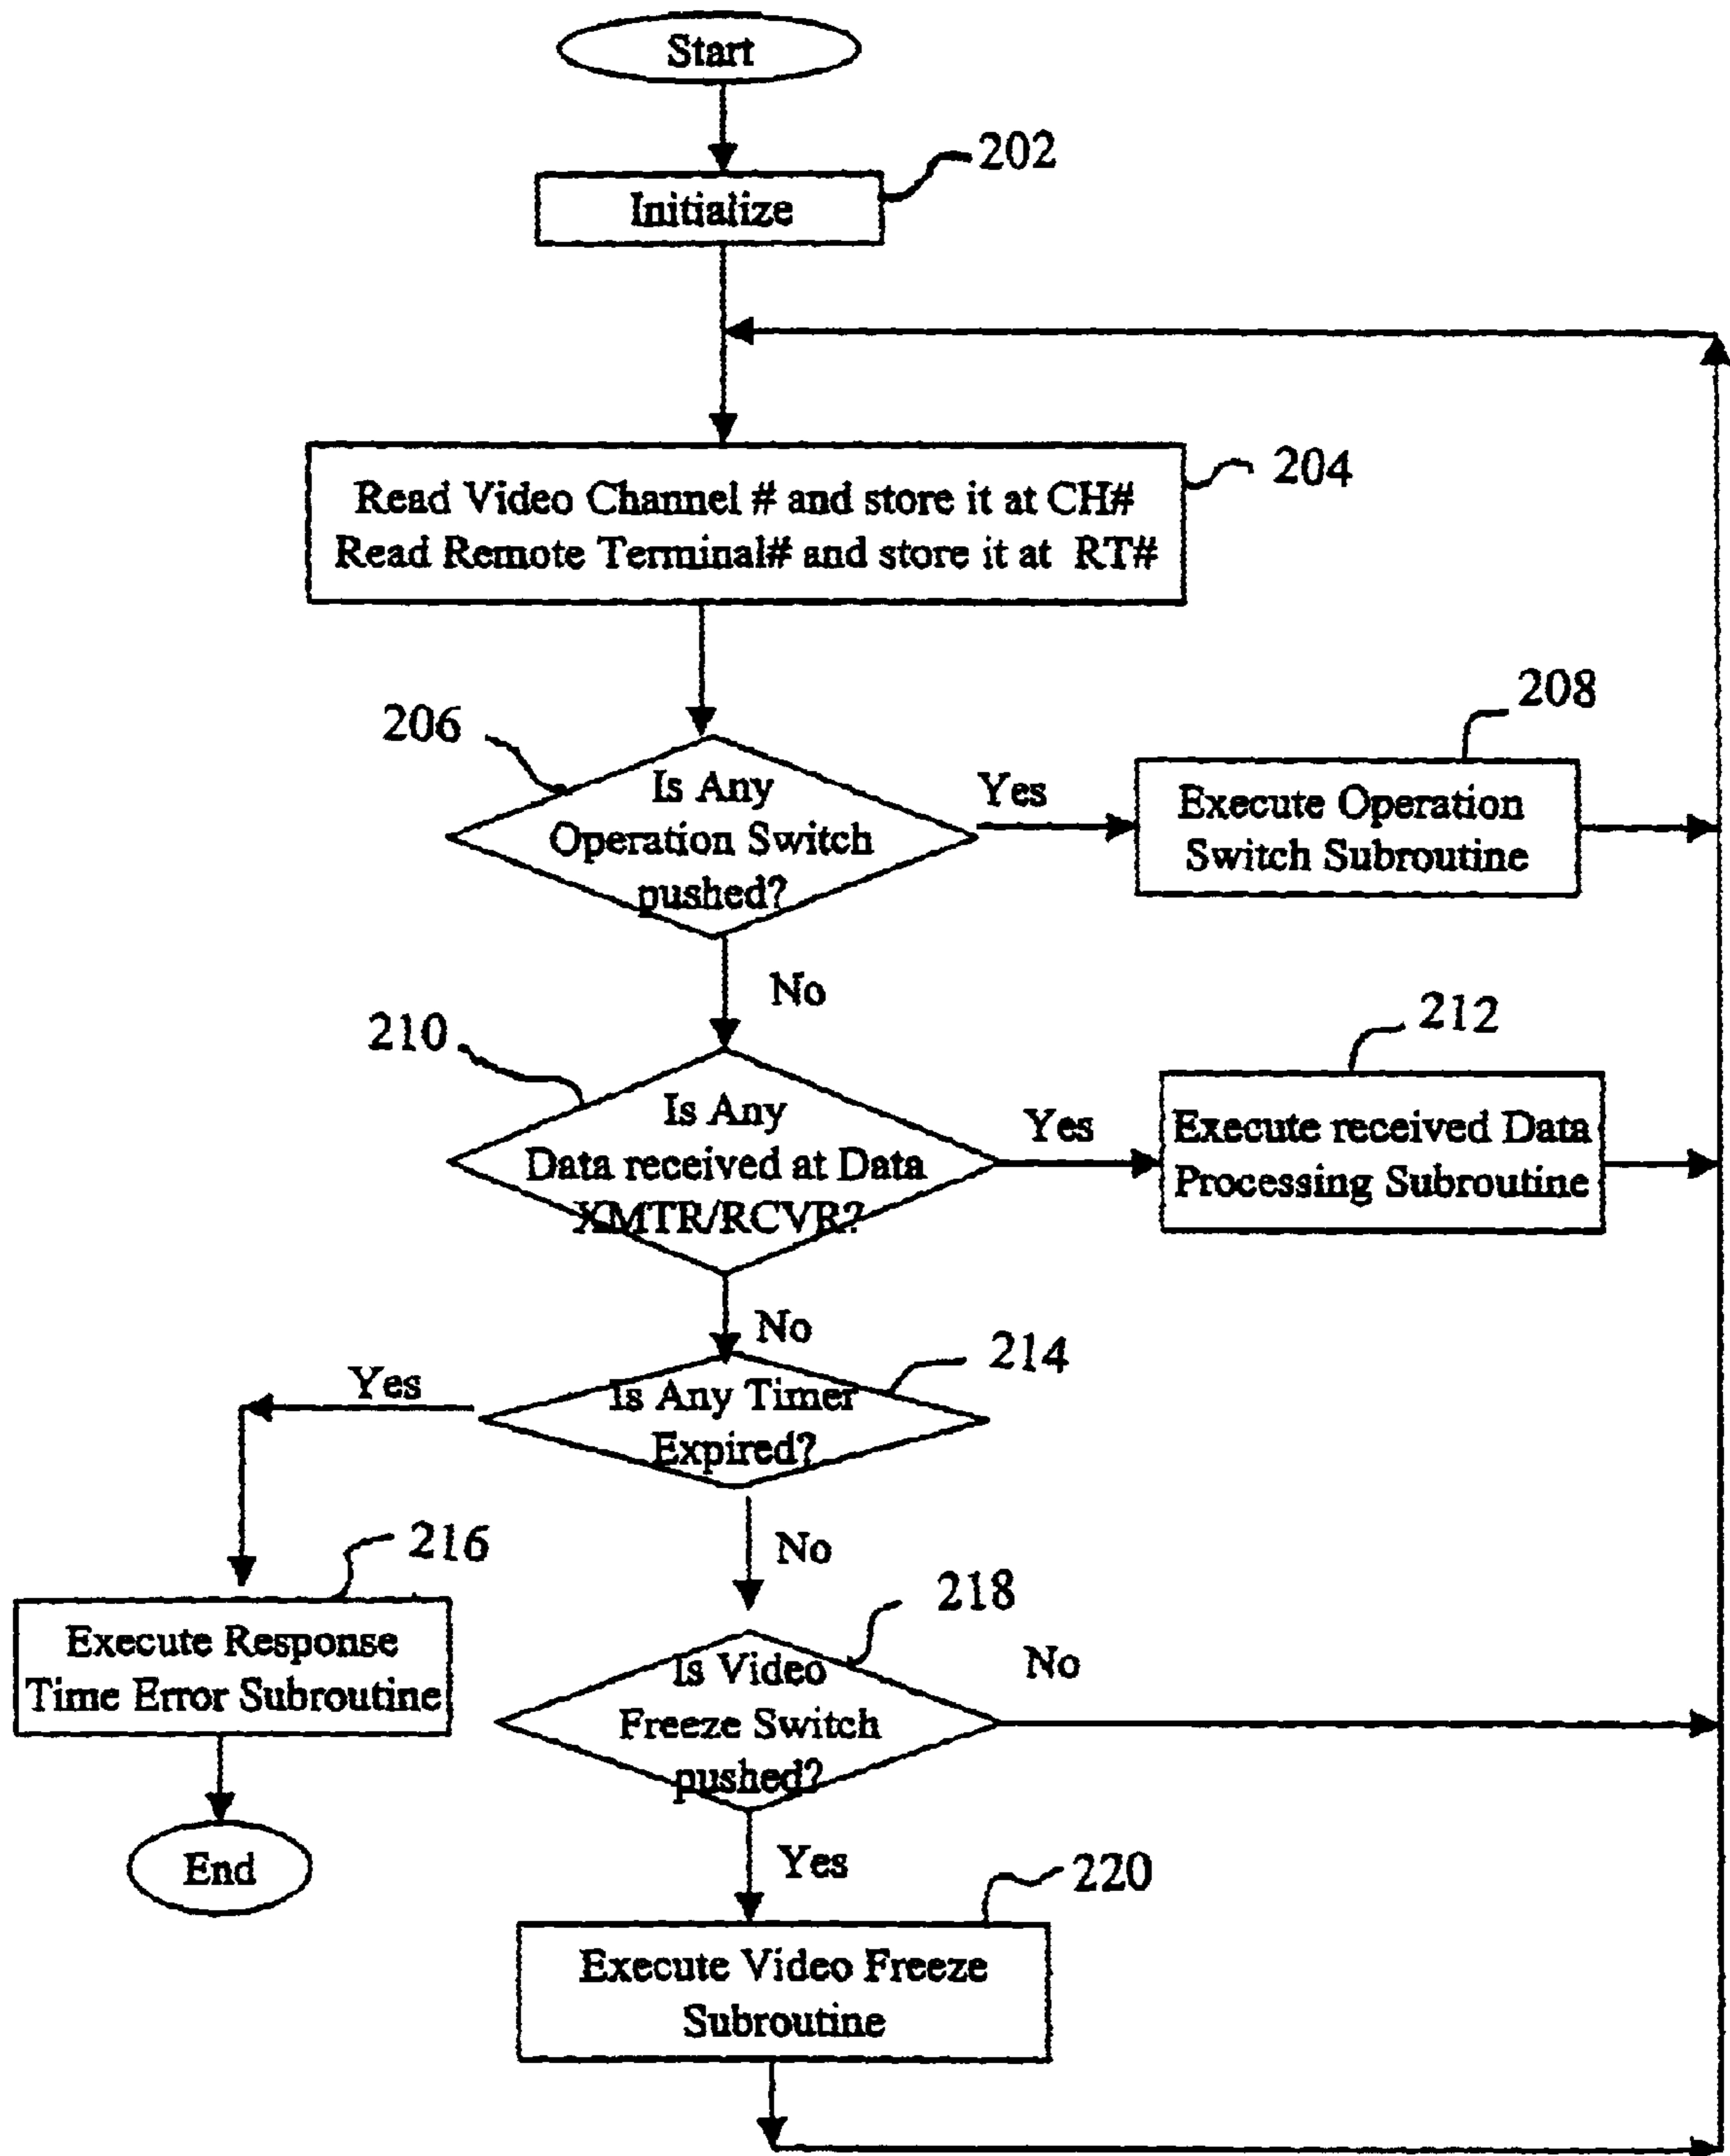 Start
202
Initialize
204
Read Video Channel # and store it at CH#
Read Remote Terminal# and store it at RT#
206
Is Any
Operation Switch
pushed?
Yes
208
Execute Operation
Switch Subroutine
No
210
Is Any
Data received at Data
XMTR/RCVR?
Yes
212
Execute received Data
Processing Subroutine
No
214
Is Any Timer
Expired?
Yes
216
Execute Response
Time Error Subroutine
End
No
218
Is Video
Freeze Switch
pushed?
No
Yes
220
Execute Video Freeze
Subroutine